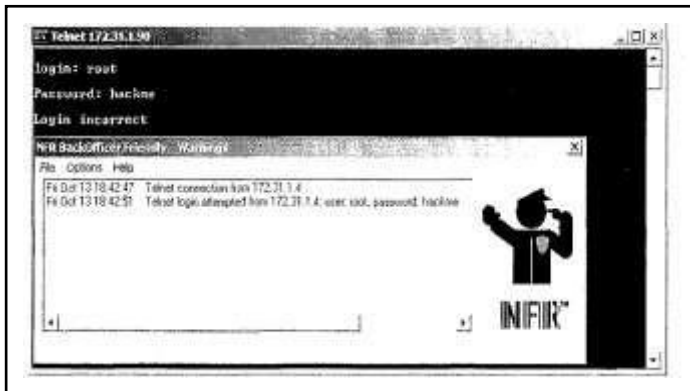 Telnet 172.31.1.90
login: root
Password: hackme
Login incorrect
NFR BackOfficer Friendly Warnings!
File Options Help
Fri Oct 13 18:42:47 Telnet connection from 172.31.1.4
Fri Oct 13 18:42:51 Telnet login attempted from 172.31.1.4; user: root, password: hackme
NFR™